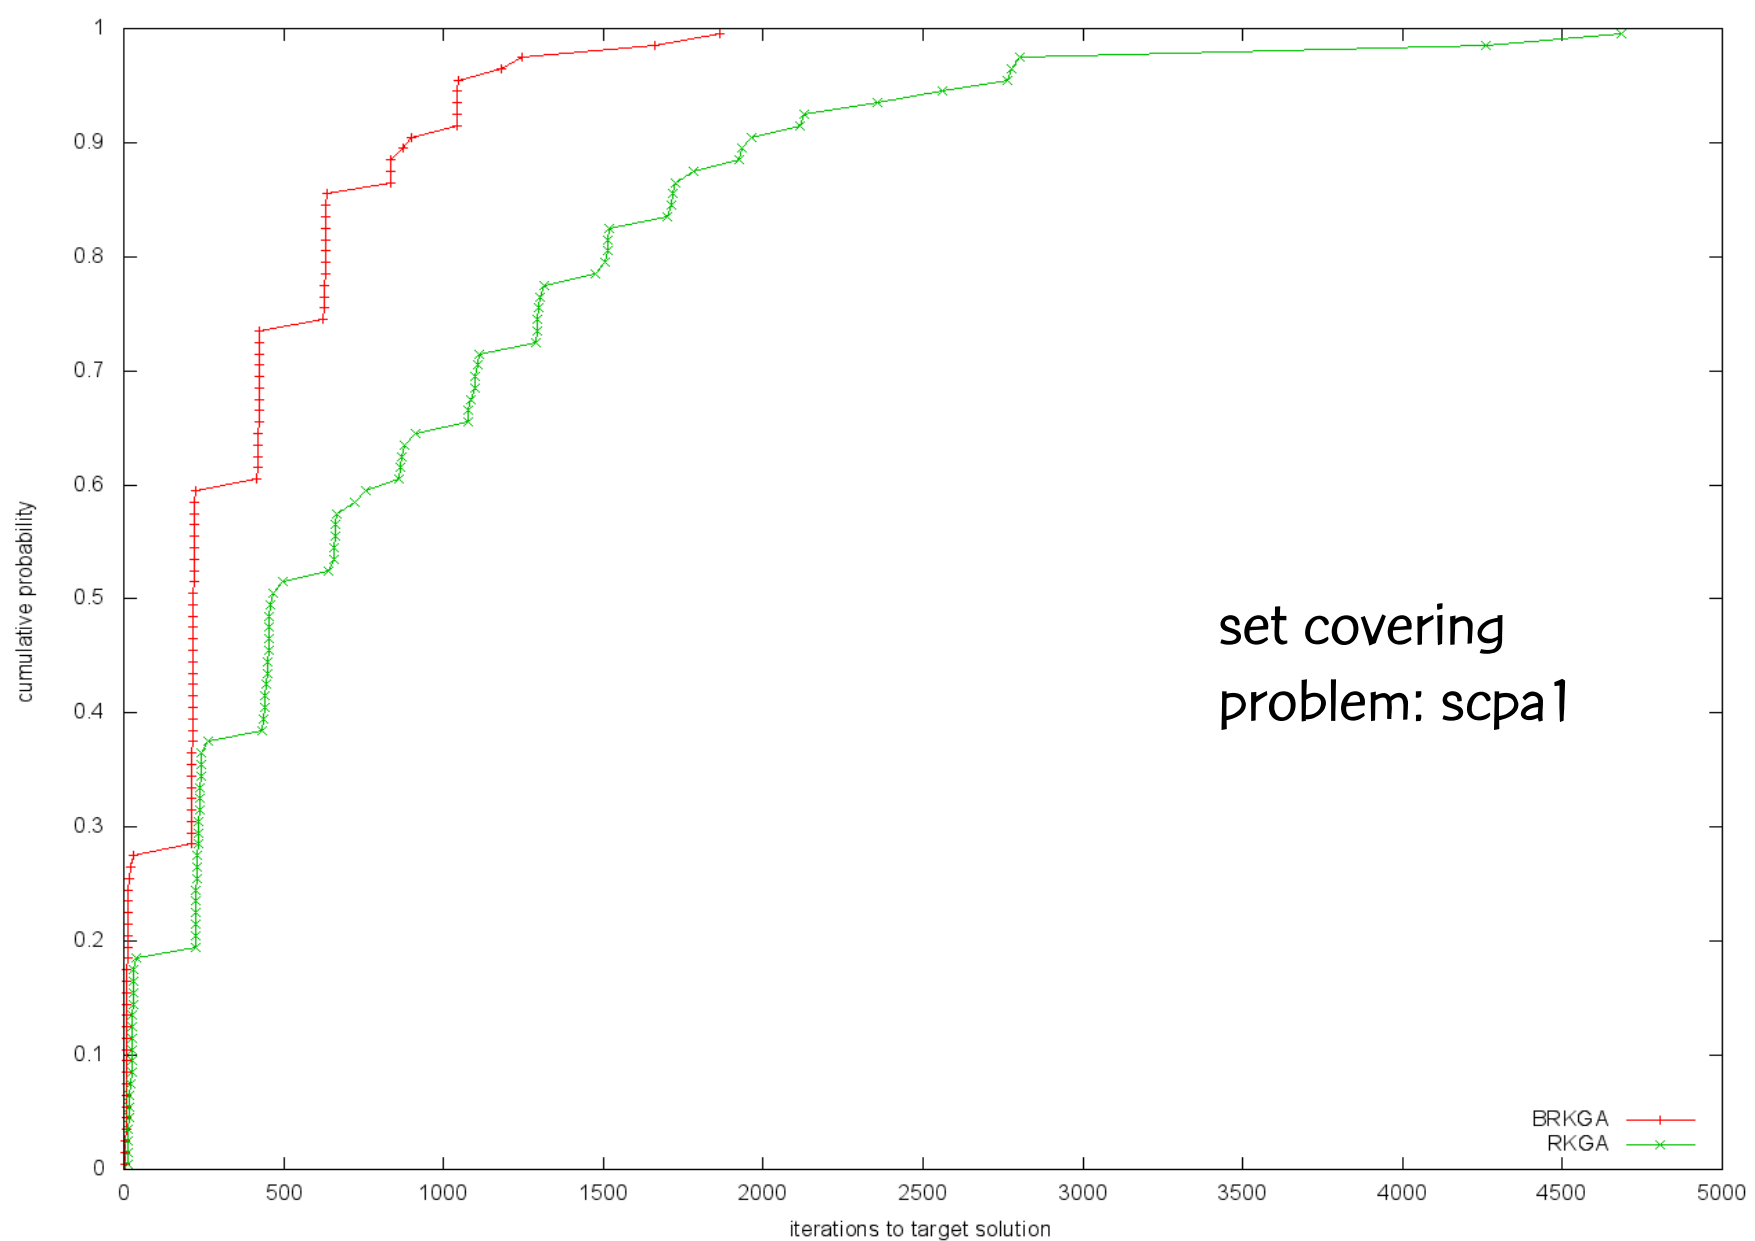 1
0.9
0.8
0.7
0.6
0.5
0.4
0.3
0.2
0.1
0
cumulative probability
set covering
problem: scpa1
BRKGA
RKGA
0 500 1000 1500 2000 2500 3000 3500 4000 4500 5000
iterations to target solution